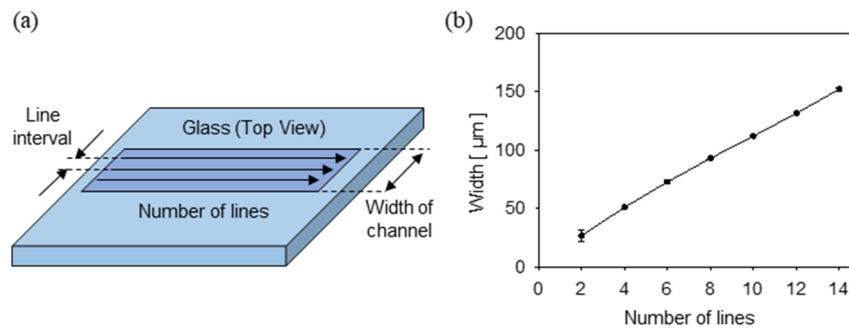 (a)
Line
interval
Glass (Top View)
Number of lines
Width of
channel
(b)
Width [ μm ]
200
150
100
50
0
0 2 4 6 8 10 12 14
Number of lines